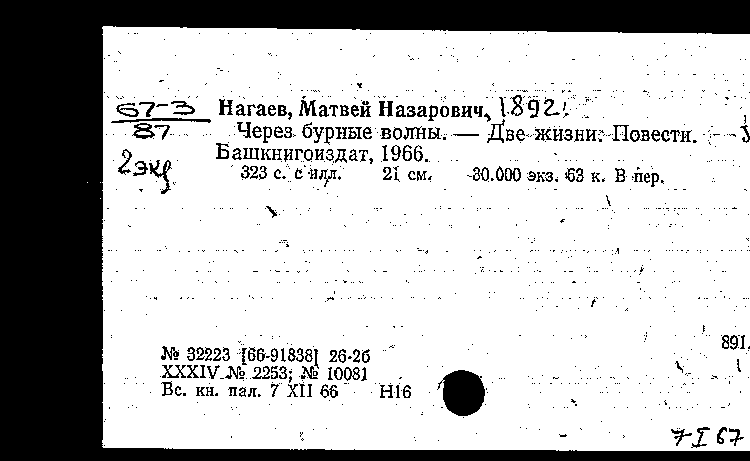 67-3 Нагаев, Матвей Назарович, 1892.
87 Через бурные волны. — Две жизни: Повести. —
2 экз Башкнигоиздат, 1966.
323 с. с илл. 21 см. 30.000 экз. 63 к. В пер.
891.
№ 32223 [66-91838] 26-2б
XXXIV № 2253; № 10081
Вс. кн. пал. 7 XII 66 Н16
7 I 67